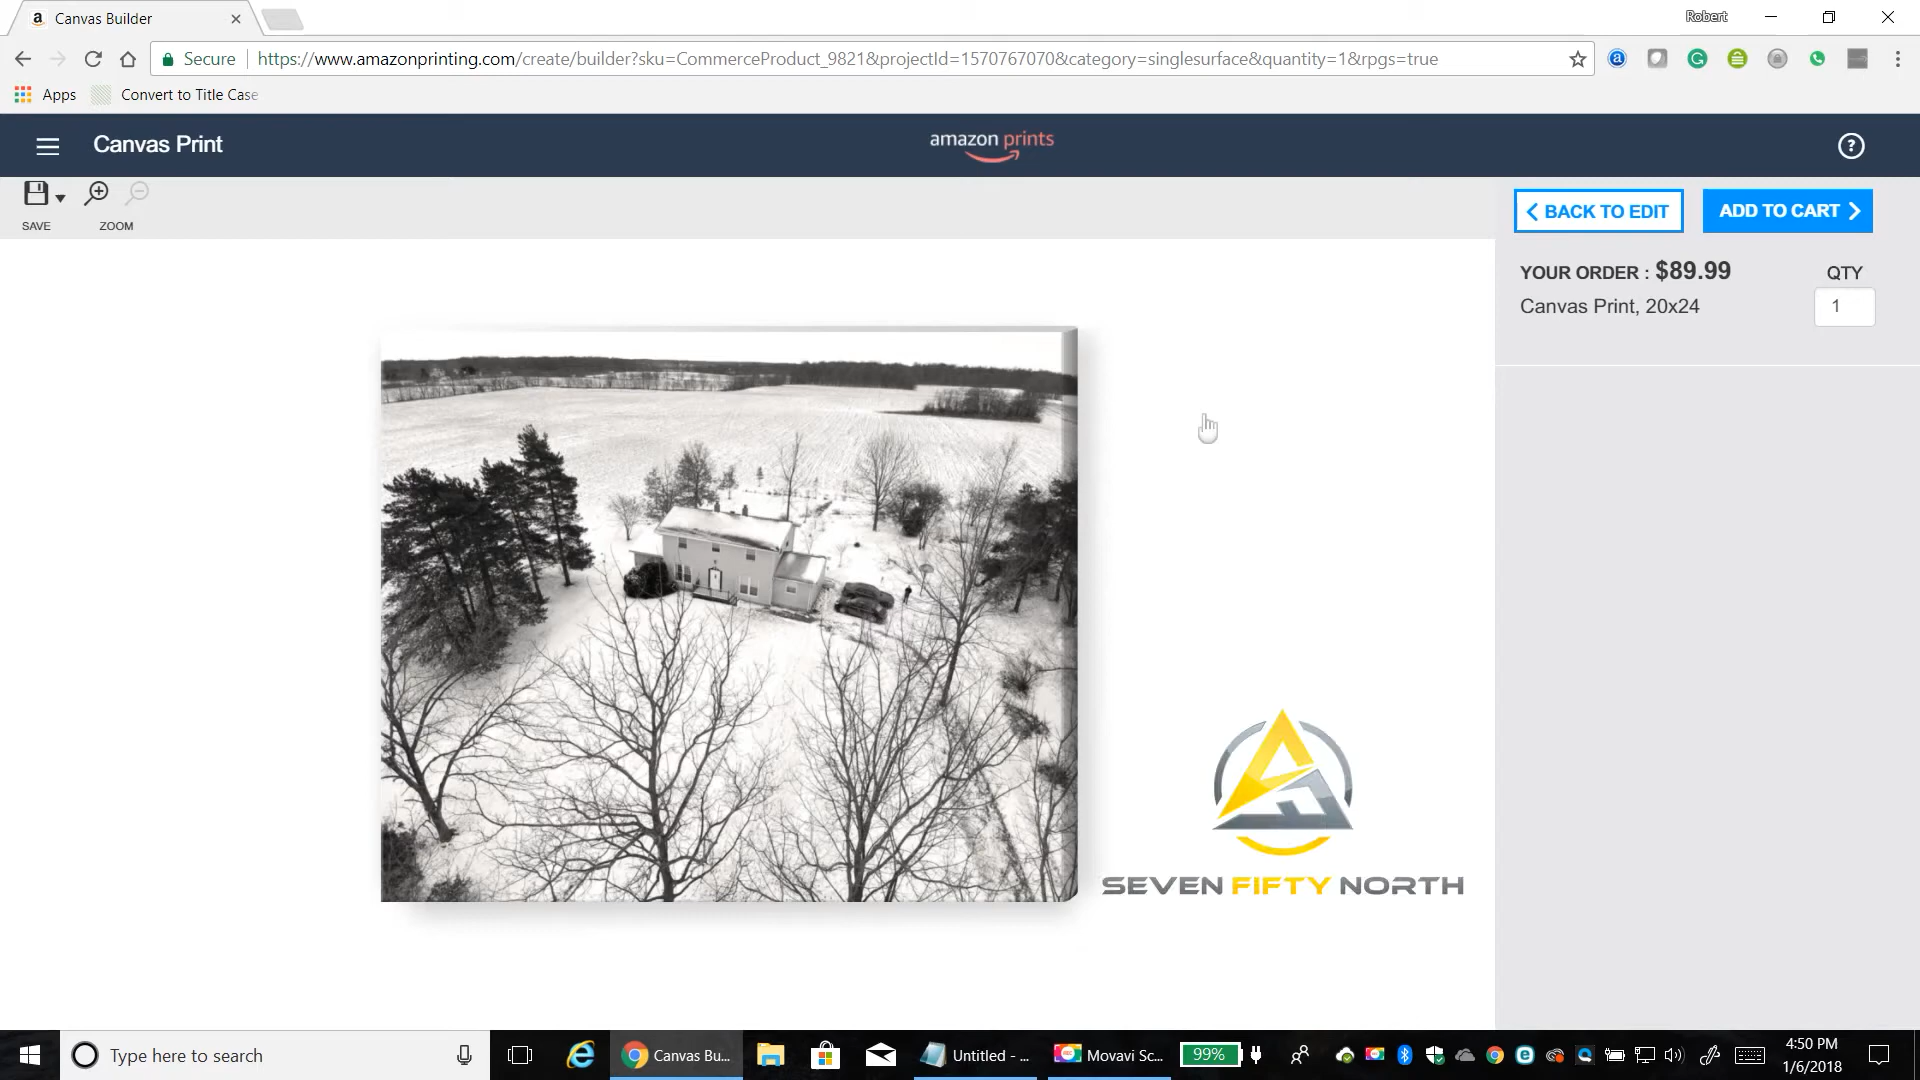 Canvas Builder
Robert
Secure
https://www.amazonprinting.com/create/builder?sku=CommerceProduct_9821&projectId=1570767070&category=singlesurface&quantity=1&rpgs=true
Apps
Convert to Title Case
Canvas Print
amazon prints
?
SAVE
ZOOM
BACK TO EDIT
ADD TO CART
YOUR ORDER : $89.99
QTY
Canvas Print, 20x24
1
SEVEN FIFTY NORTH
Type here to search
Canvas Bu...
Untitled - ...
Movavi Sc...
99%
4:50 PM
1/6/2018